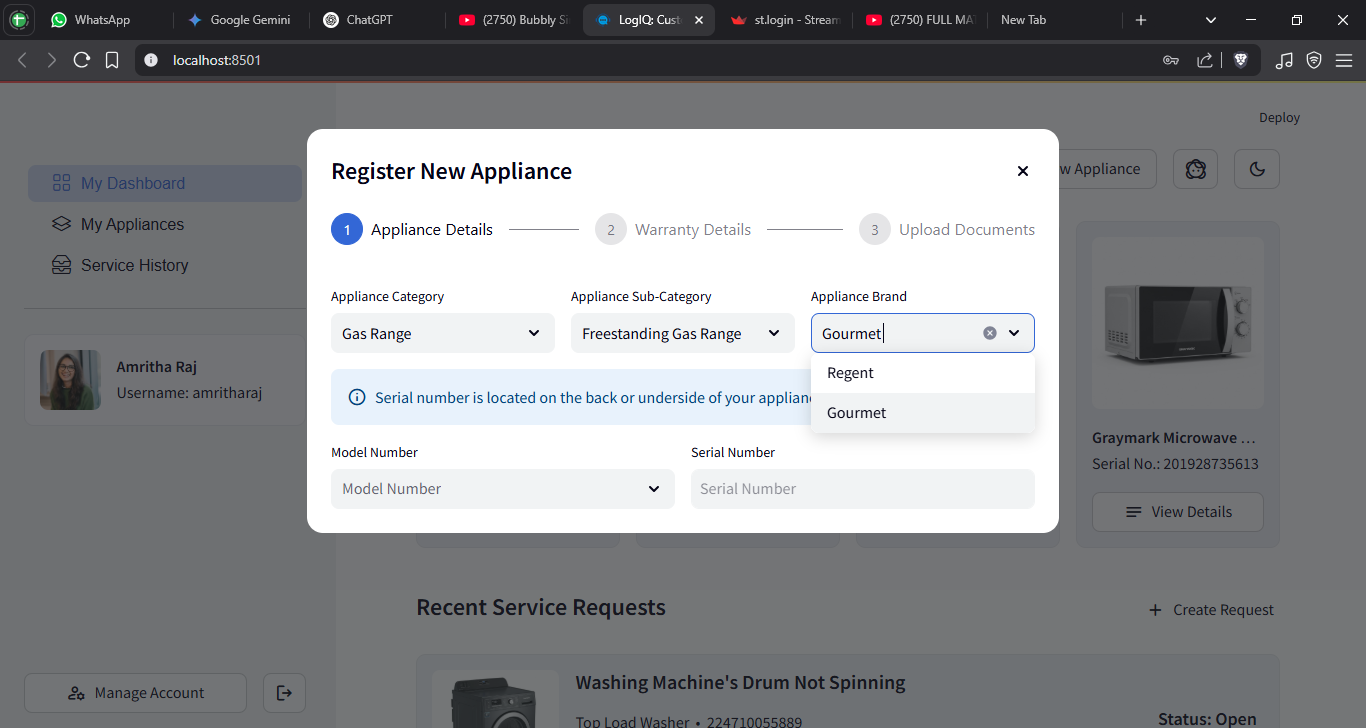 WhatsApp
Google Gemini
ChatGPT
(2750) Bubbly Si
LogIQ: Cust
st.login - Stream
(2750) FULL MA
New Tab
localhost:8501
Deploy
My Dashboard
My Appliances
Service History
Amritha Raj
Username: amritharaj
Manage Account
w Appliance
Register New Appliance
1 Appliance Details
2 Warranty Details
3 Upload Documents
Appliance Category
Appliance Sub-Category
Appliance Brand
Gas Range
Freestanding Gas Range
Gourmet
Regent
Gourmet
Serial number is located on the back or underside of your applian
Model Number
Serial Number
Model Number
Serial Number
Graymark Microwave ...
Serial No.: 201928735613
View Details
Recent Service Requests
+ Create Request
Washing Machine's Drum Not Spinning
Top Load Washer • 224710055889
Status: Open